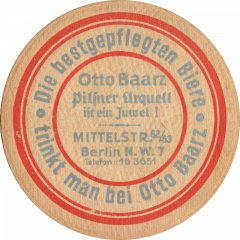 Die bestgepflegten Biere
Otto Baarz
Pilsner Urquell
ist ein Juwel !
MITTELSTR. 62/63
Berlin N.W. 7
Telefon: 16 3651
trinkt man bei Otto Baarz